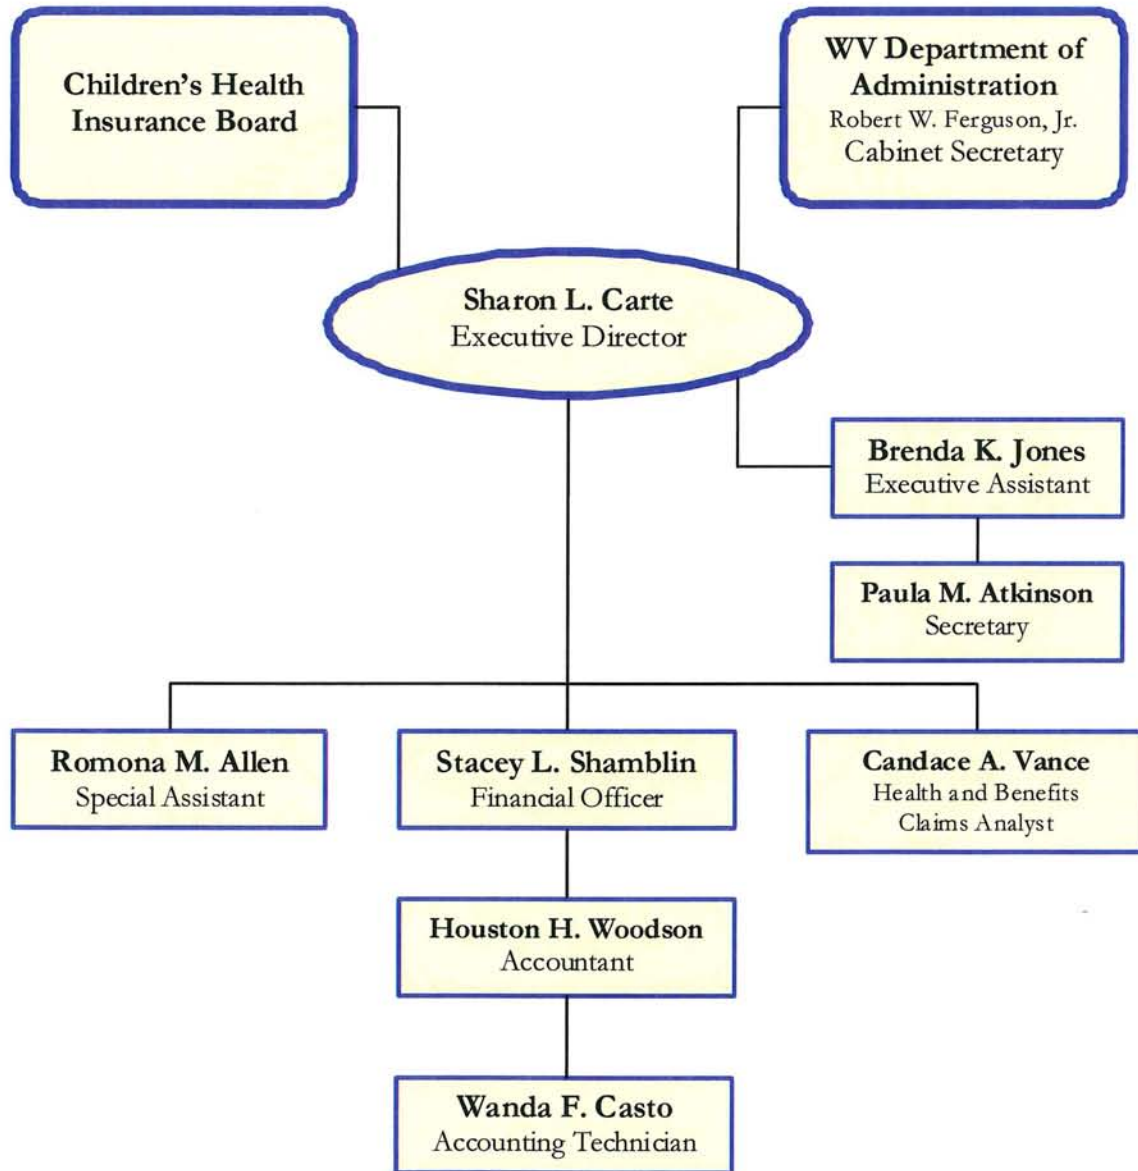 Children's Health
Insurance Board
WV Department of
Administration
Robert W. Ferguson, Jr.
Cabinet Secretary
Sharon L. Carte
Executive Director
Brenda K. Jones
Executive Assistant
Paula M. Atkinson
Secretary
Romona M. Allen
Special Assistant
Stacey L. Shamblin
Financial Officer
Candace A. Vance
Health and Benefits
Claims Analyst
Houston H. Woodson
Accountant
Wanda F. Casto
Accounting Technician